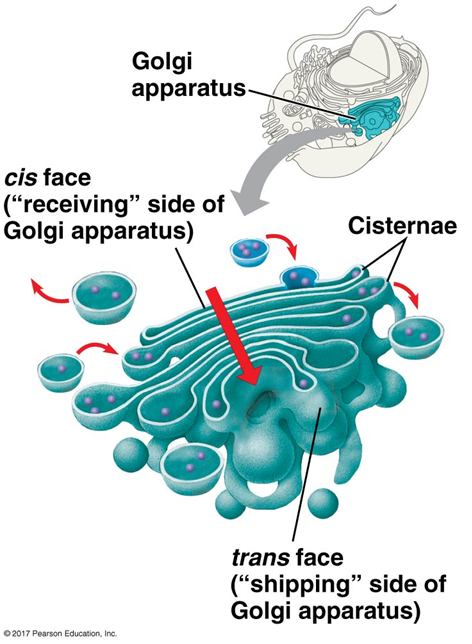 Golgi
apparatus
cis face
("receiving" side of
Golgi apparatus)
Cisternae
trans face
("shipping" side of
Golgi apparatus)
© 2017 Pearson Education, Inc.